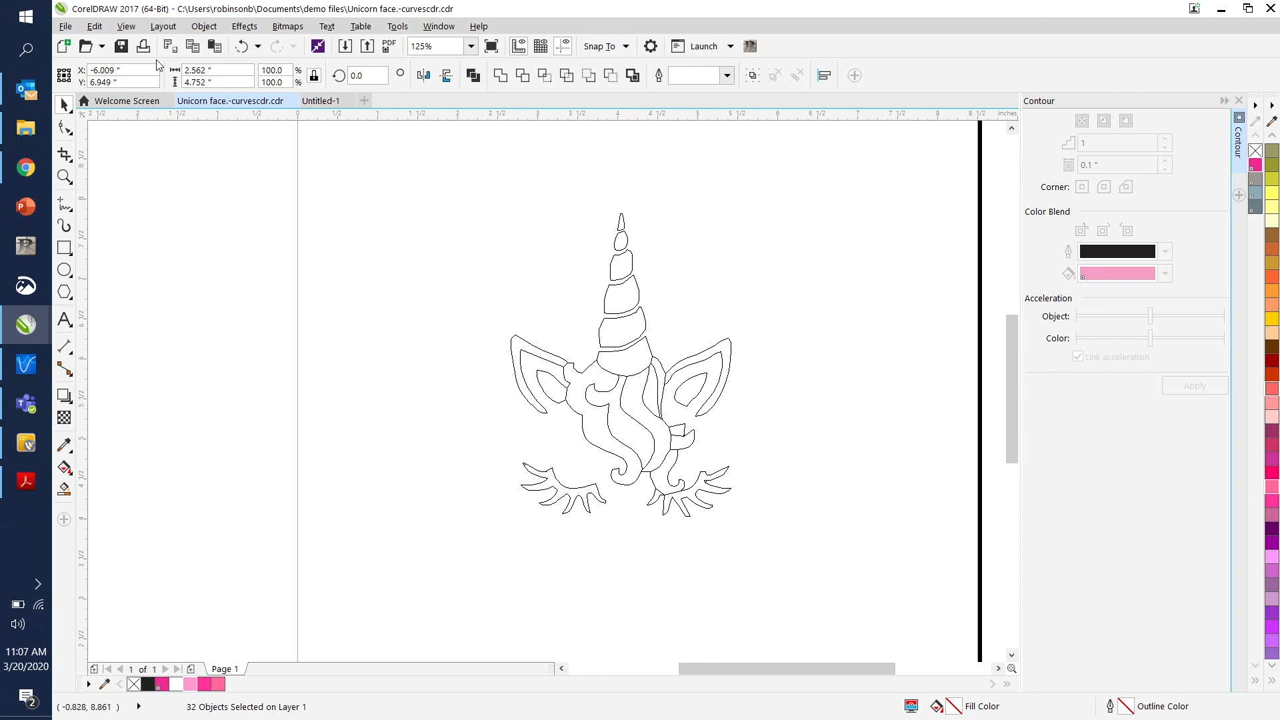 CorelDRAW 2017 (64-Bit) - C:\Users\robinsonb\Documents\demo files\Unicorn face.-curvescdr.cdr
File Edit View Layout Object Effects Bitmaps Text Table Tools Window Help
PDF 125% Snap To Launch
X: -6.009 " 2.562 " 100.0 % 0.0 °
Y: 6.949 " 4.752 " 100.0 %
Welcome Screen Unicorn face.-curvescdr.cdr Untitled-1
inches
Contour
1
0.1 "
Corner:
Color Blend
Acceleration
Object:
Color:
Link acceleration
Apply
Contour
11:07 AM
3/20/2020
2
1 of 1 Page 1
( -0.828, 8.861 ) 32 Objects Selected on Layer 1 Fill Color Outline Color